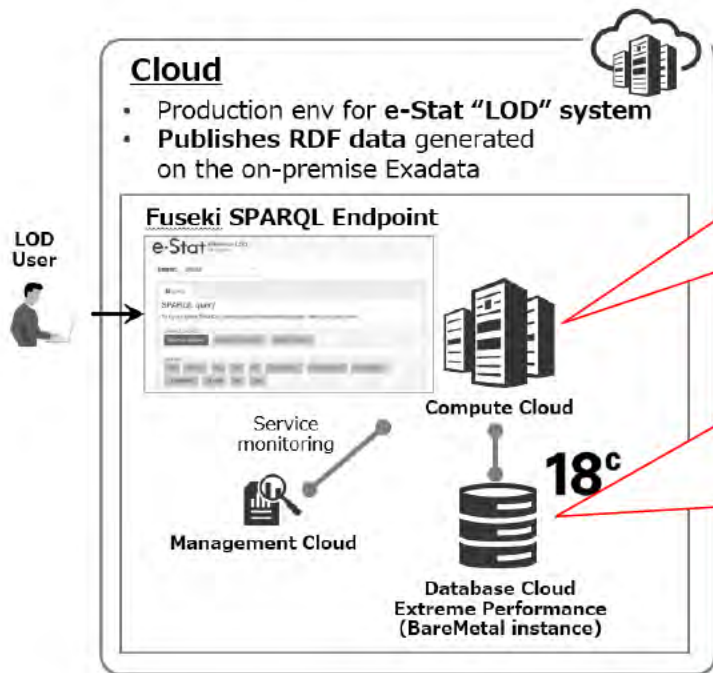 Cloud
• Production env for e-Stat “LOD” system
• Publishes RDF data generated
on the on-premise Exadata
Fuseki SPARQL Endpoint
LOD
User
e-Stat
SPARQL query
Compute Cloud
Service
monitoring
18c
Management Cloud
Database Cloud
Extreme Performance
(BareMetal instance)